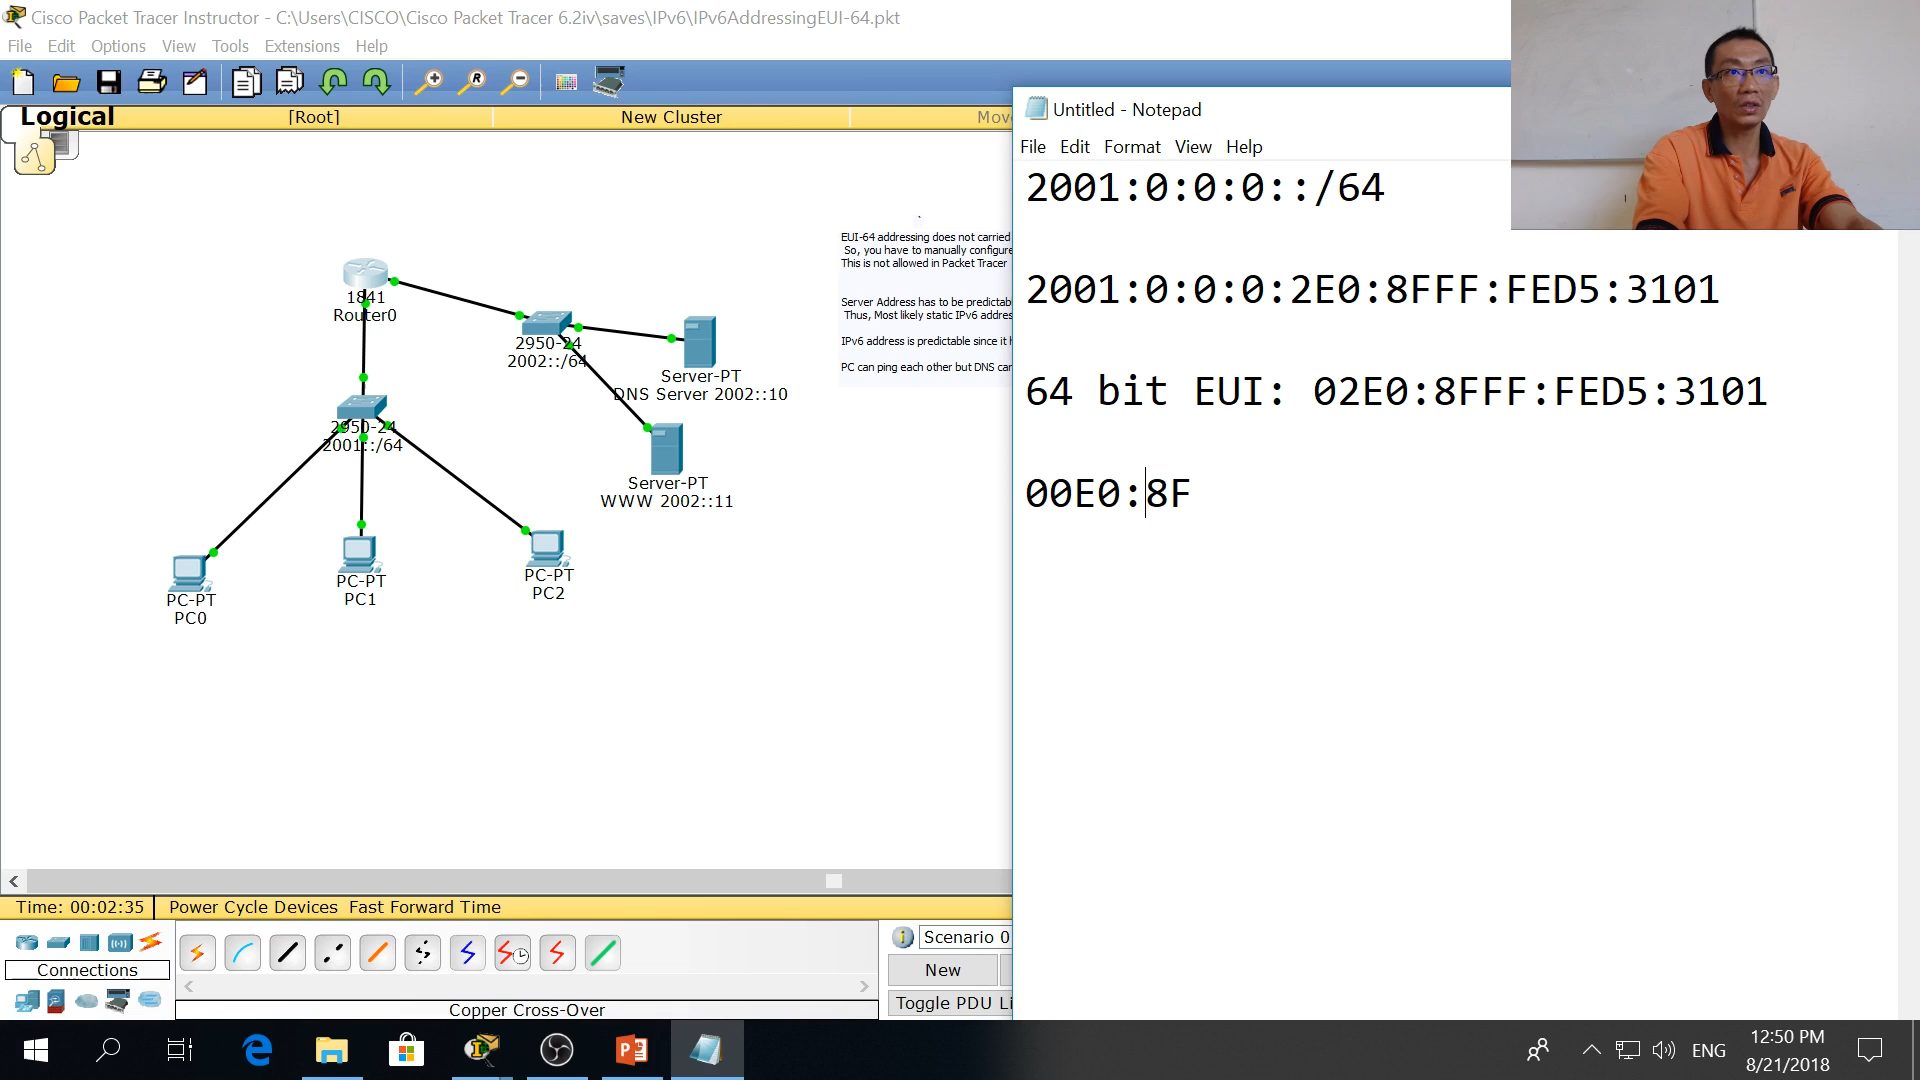 Cisco Packet Tracer Instructor - C:\Users\CISCO\Cisco Packet Tracer 6.2iv\saves\IPv6\IPv6AddressingEUI-64.pkt
File Edit Options View Tools Extensions Help
Logical [Root] New Cluster
Untitled - Notepad
File Edit Format View Help
2001:0:0:0::/64
2001:0:0:0:2E0:8FFF:FED5:3101
64 bit EUI: 02E0:8FFF:FED5:3101
00E0:8F
EUI-64 addressing does not carried
So, you have to manually configure
This is not allowed in Packet Tracer
Server Address has to be predictab
Thus, Most likely static IPv6 addres
IPv6 address is predictable since it h
PC can ping each other but DNS can
1841
Router0
2950-24
2002::/64
Server-PT
DNS Server 2002::10
2950-24
2001::/64
Server-PT
WWW 2002::11
PC-PT
PC0
PC-PT
PC1
PC-PT
PC2
Time: 00:02:35 Power Cycle Devices Fast Forward Time
Connections
Copper Cross-Over
Scenario 0
New
Toggle PDU Li
ENG
12:50 PM
8/21/2018